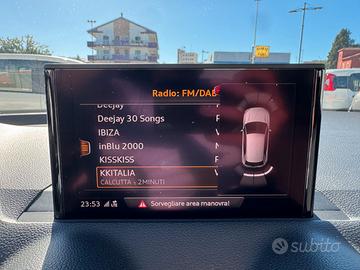 Radio: FM/DAB
Deejay
Deejay 30 Songs
IBIZA
inBlu 2000
KISSKISS
KKITALIA
CALCUTTA - 2MINUTI
23:53
Sorvegliare area manovra!
subito